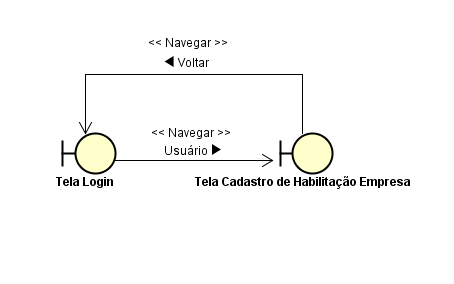 << Navegar >>
◀ Voltar
<< Navegar >>
Usuário ▶
Tela Login
Tela Cadastro de Habilitação Empresa